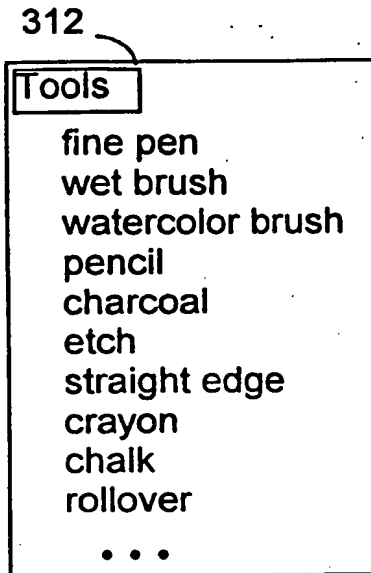 312
Tools
fine pen
wet brush
watercolor brush
pencil
charcoal
etch
straight edge
crayon
chalk
rollover
• • •